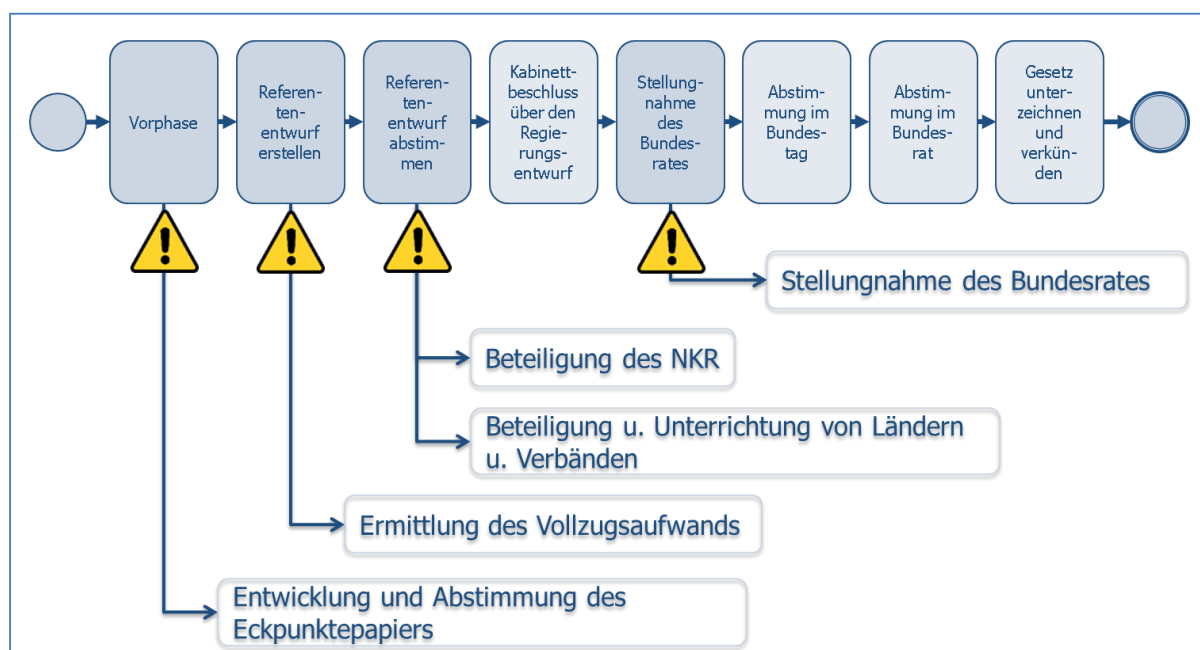 Vorphase
Referen-
ten-
entwurf
erstellen
Referen-
ten-
entwurf
abstim-
men
Kabinett-
beschluss
über den
Regie-
rungs-
entwurf
Stellung-
nahme
des
Bundes-
rates
Abstim-
mung im
Bundes-
tag
Abstim-
mung im
Bundes-
rat
Gesetz
unter-
zeichnen
und
verkün-
den
Stellungnahme des Bundesrates
Beteiligung des NKR
Beteiligung u. Unterrichtung von Ländern
u. Verbänden
Ermittlung des Vollzugsaufwands
Entwicklung und Abstimmung des
Eckpunktepapiers